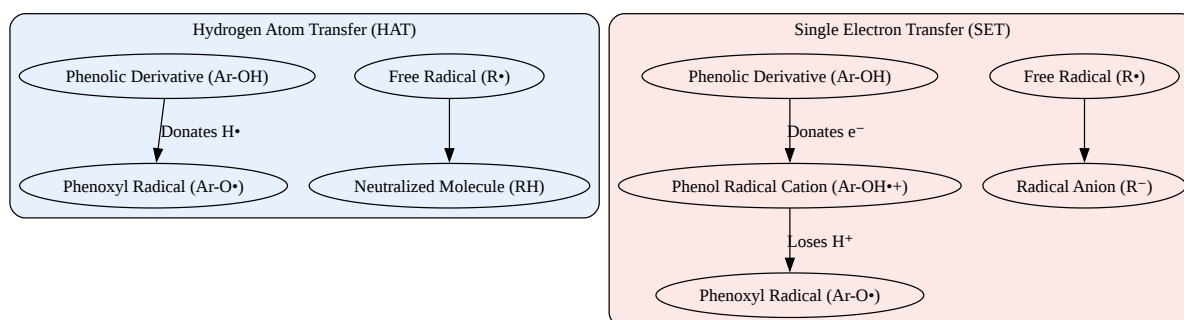 Hydrogen Atom Transfer (HAT)
Phenolic Derivative (Ar-OH)
Free Radical (R•)
Donates H•
Phenoxyl Radical (Ar-O•)
Neutralized Molecule (RH)
Single Electron Transfer (SET)
Phenolic Derivative (Ar-OH)
Free Radical (R•)
Donates e⁻
Phenol Radical Cation (Ar-OH•+)
Radical Anion (R⁻)
Loses H⁺
Phenoxyl Radical (Ar-O•)